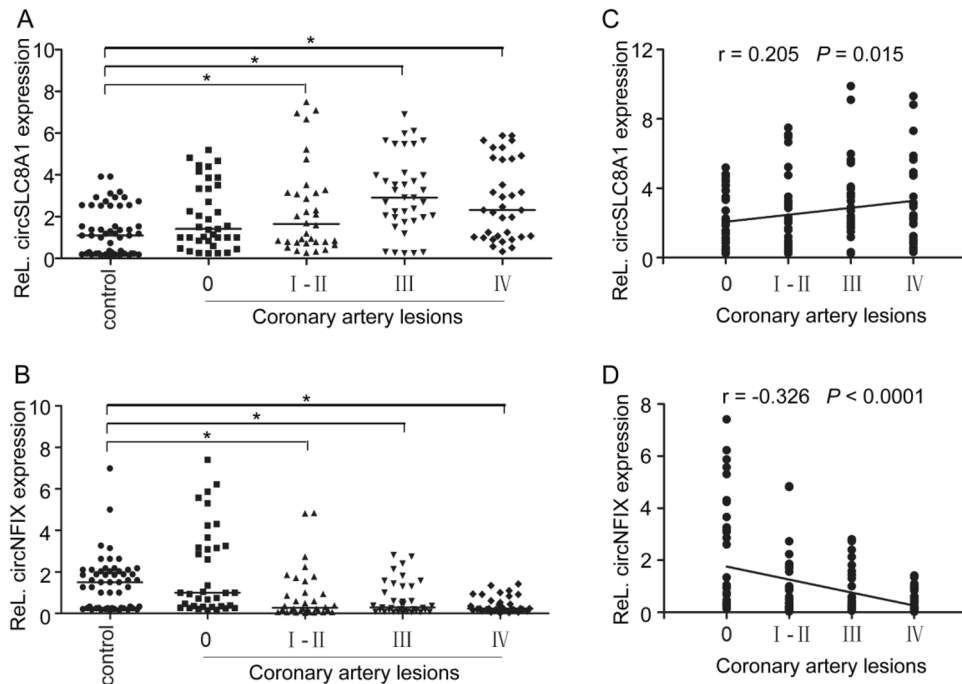 A
ReL. circSLC8A1 expression
10
8
6
4
2
0
*
*
*
control
0
Ⅰ-Ⅱ
Ⅲ
Ⅳ
Coronary artery lesions
C
ReL. circSLC8A1 expression
12
8
4
0
r = 0.205 P = 0.015
0
Ⅰ-Ⅱ
Ⅲ
Ⅳ
Coronary artery lesions
B
ReL. circNFIX expression
10
8
6
4
2
0
*
*
*
control
0
Ⅰ-Ⅱ
Ⅲ
Ⅳ
Coronary artery lesions
D
ReL. circNFIX expression
8
6
4
2
0
r = -0.326 P < 0.0001
0
Ⅰ-Ⅱ
Ⅲ
Ⅳ
Coronary artery lesions